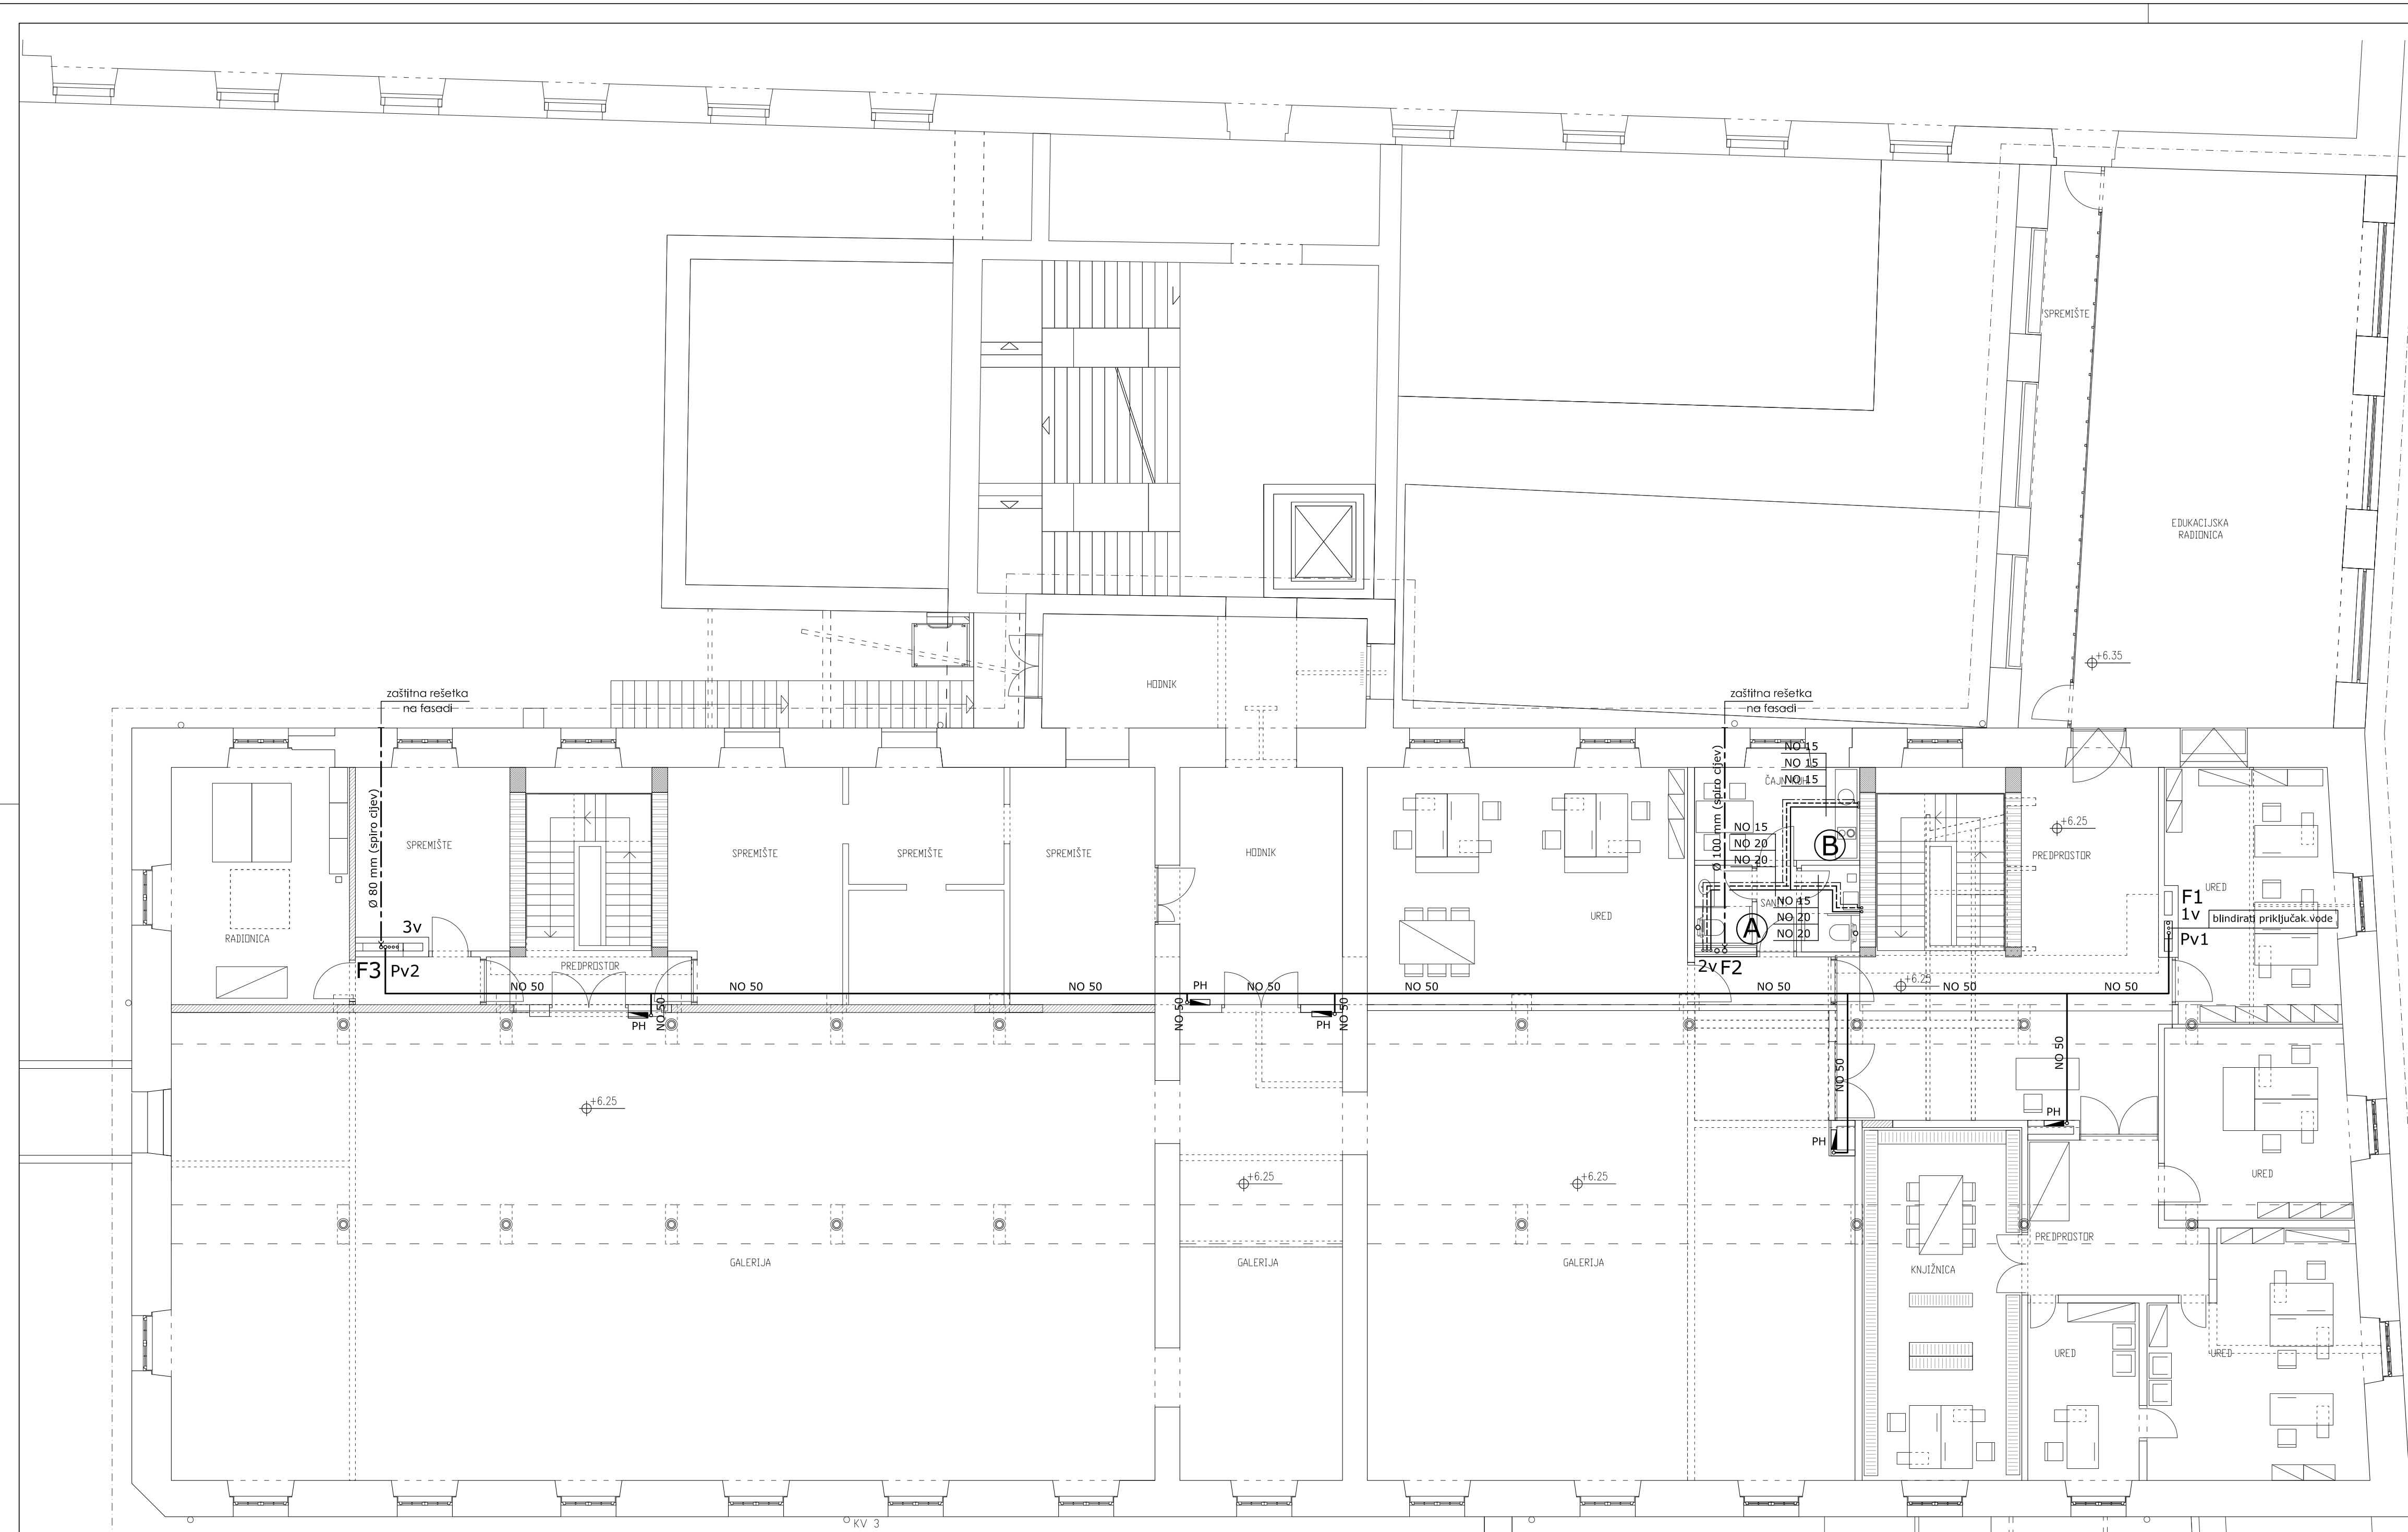 SPREMIŠTE
EDUKACIJSKA
RADIONICA
+6.35
HODNIK
zaštitna rešetka
na fasadi
zaštitna rešetka
na fasadi
Ø 80 mm (spiro cijev)
Ø 100 mm (spiro cijev)
NO 15
NO 15
NO 15
NO 15
NO 20
NO 20
B
+6.25
PREDPROSTOR
SPREMIŠTE
SPREMIŠTE
SPREMIŠTE
SPREMIŠTE
HODNIK
URED
URED
F1
1v
blindirati priključak vode
Pv1
NO 15
NO 20
NO 20
A
3v
RADIONICA
F3
Pv2
PREDPROSTOR
2v
F2
+6.25
NO 50
NO 50
NO 50
PH
NO 50
NO 50
NO 50
NO 50
NO 50
NO 50
PH
NO 50
PH
NO 50
NO 50
NO 50
PH
PH
+6.25
+6.25
+6.25
URED
PREDPROSTOR
GALERIJA
GALERIJA
GALERIJA
KNJIŽNICA
URED
URED
KV 3